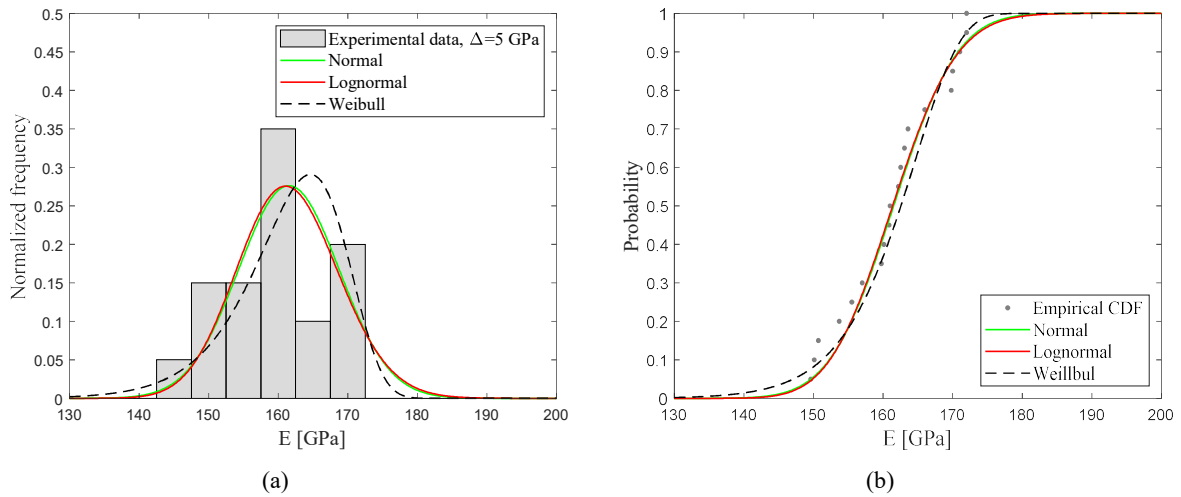 0.5
0.45
0.4
0.35
0.3
0.25
0.2
0.15
0.1
0.05
0
Normalized frequency
Experimental data, Δ=5 GPa
Normal
Lognormal
Weibull
130 140 150 160 170 180 190 200
E [GPa]
(a)
1
0.9
0.8
0.7
0.6
0.5
0.4
0.3
0.2
0.1
0
Probability
Empirical CDF
Normal
Lognormal
Weillbul
130 140 150 160 170 180 190 200
E [GPa]
(b)